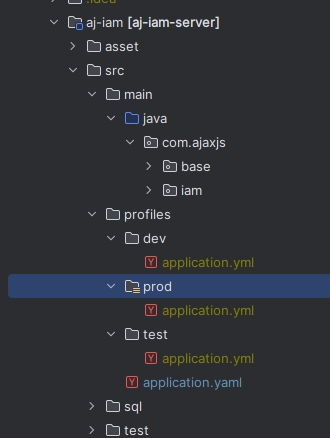 .idea
aj-iam [aj-iam-server]
asset
src
main
java
com.ajaxjs
base
iam
profiles
dev
application.yml
prod
application.yml
test
application.yml
application.yaml
sql
test